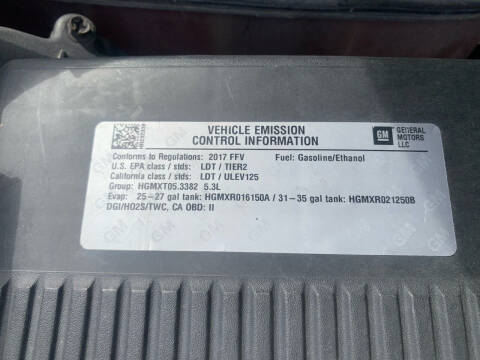 VEHICLE EMISSION
CONTROL INFORMATION
GM
GENERAL
MOTORS
LLC
Conforms to Regulations: 2017 FFV Fuel: Gasoline/Ethanol
U.S. EPA class / stds: LDT / TIER2
California class / stds: LDT / ULEV125
Group: HGMXT05.3382 5.3L
Evap: 25-27 gal tank: HGMXR016150A / 31-35 gal tank: HGMXR021250B
DGI/HO2S/TWC, CA OBD: II